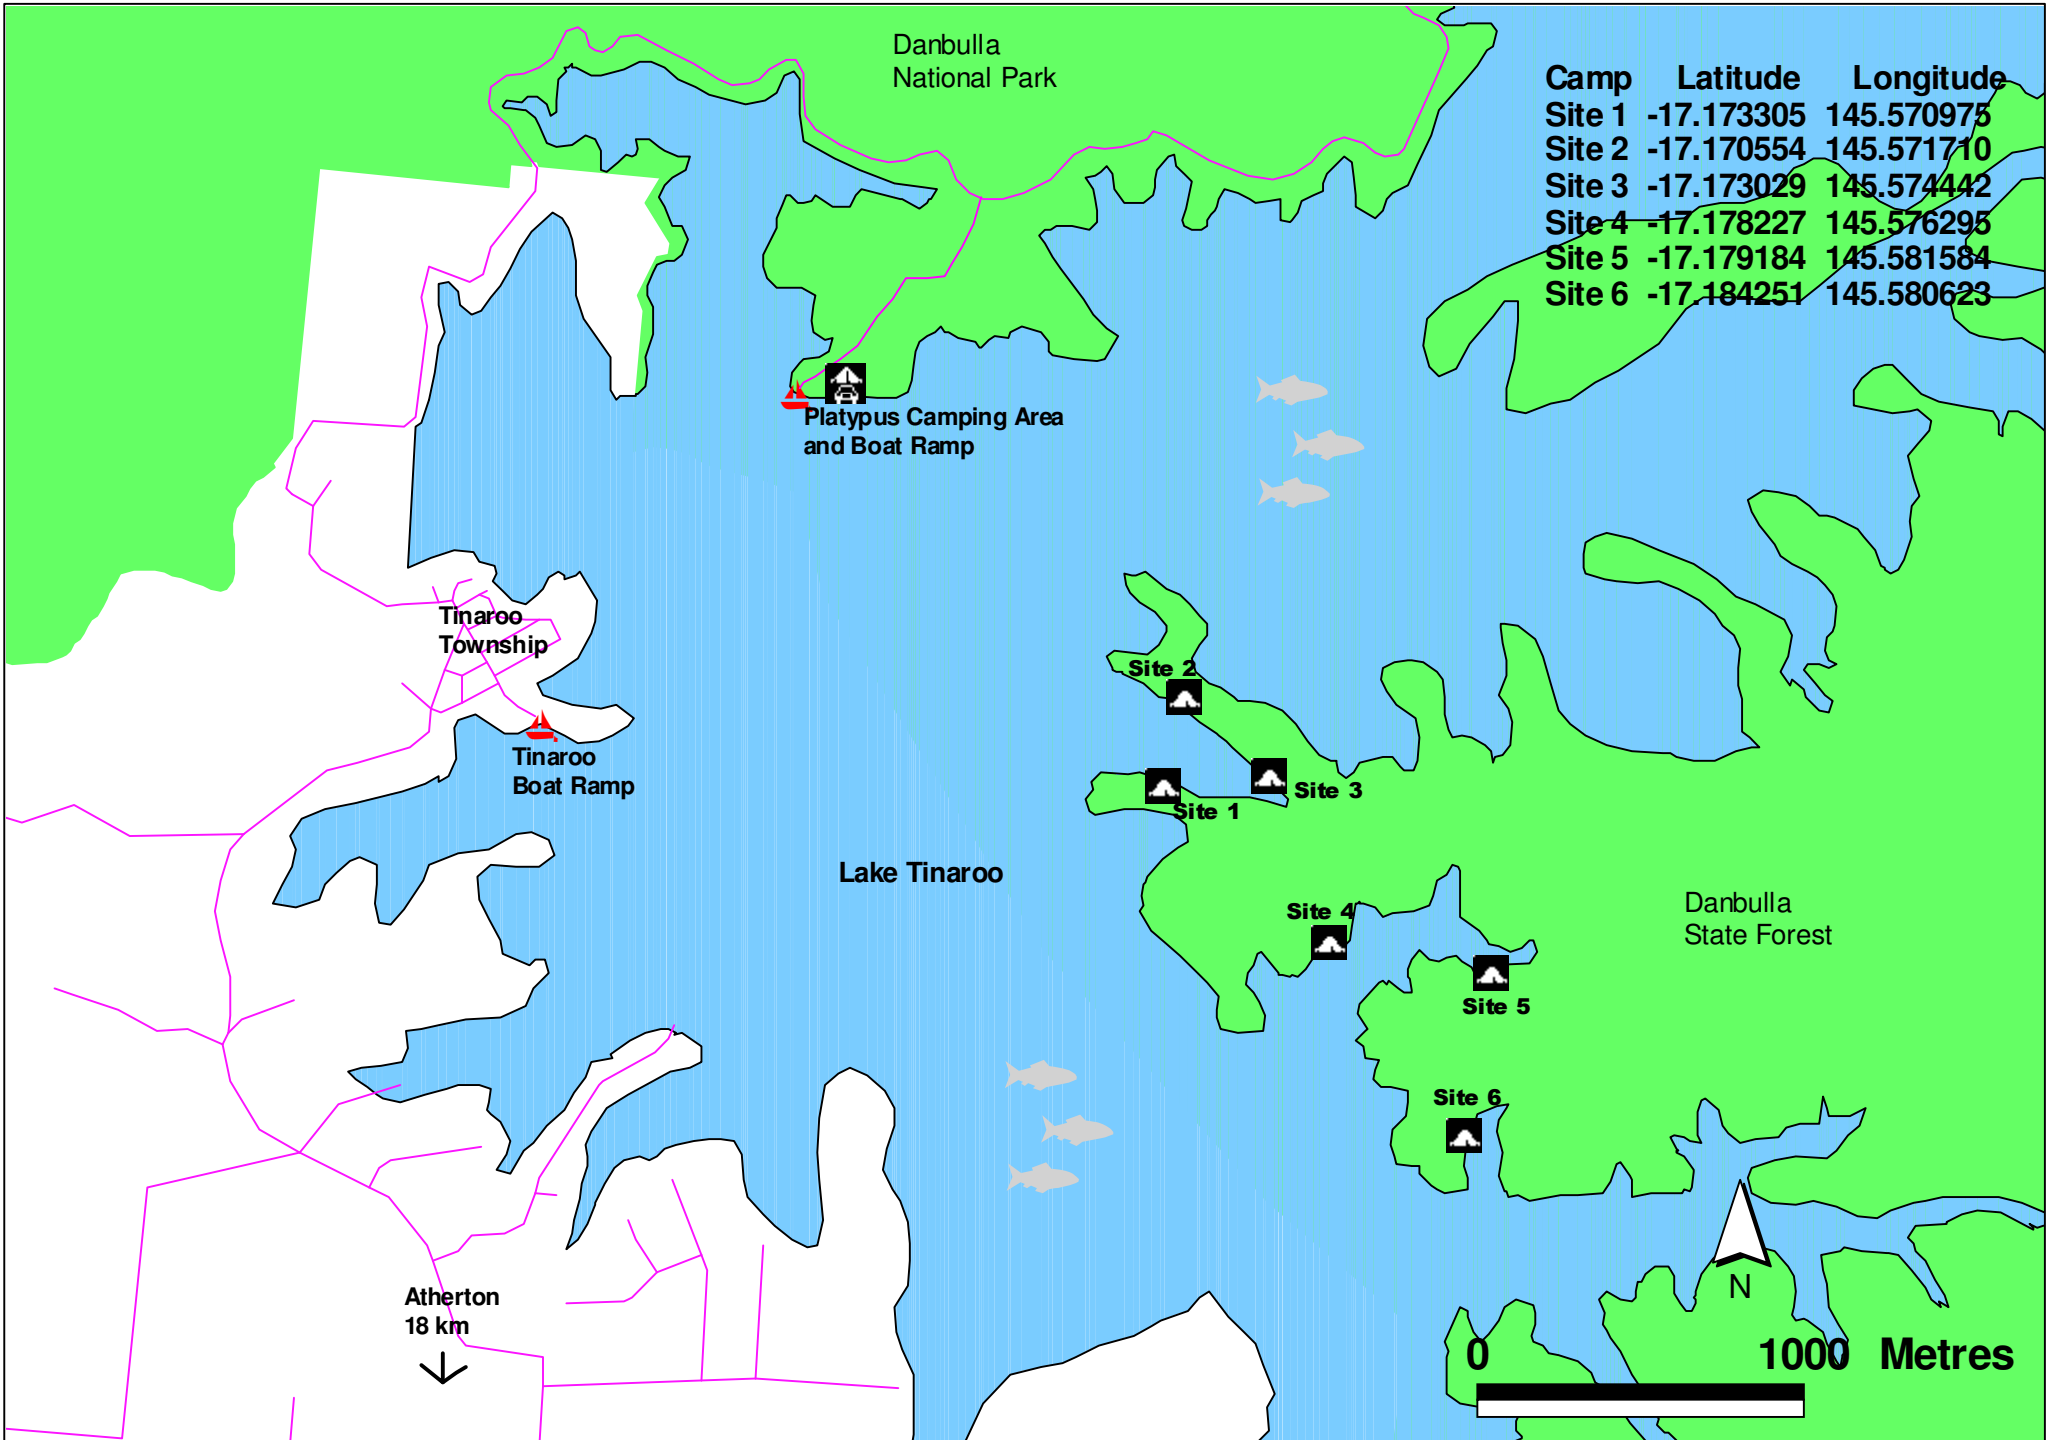 Danbulla
National Park
Camp Latitude Longitude
Site 1 -17.173305 145.570975
Site 2 -17.170554 145.571710
Site 3 -17.173029 145.574442
Site 4 -17.178227 145.576295
Site 5 -17.179184 145.581584
Site 6 -17.184251 145.580623
Platypus Camping Area
and Boat Ramp
Tinaroo
Township
Site 2
Tinaroo
Boat Ramp
Site 3
Site 1
Lake Tinaroo
Site 4
Danbulla
State Forest
Site 5
Site 6
N
Atherton
18 km
0 1000 Metres